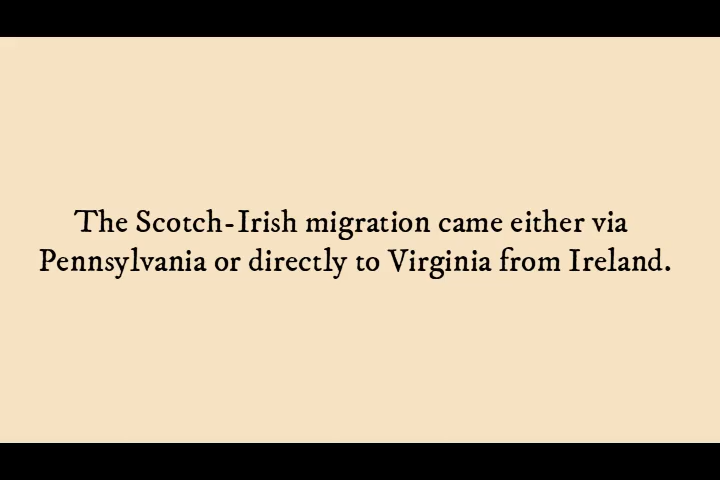 The Scotch-Irish migration came either via
Pennsylvania or directly to Virginia from Ireland.